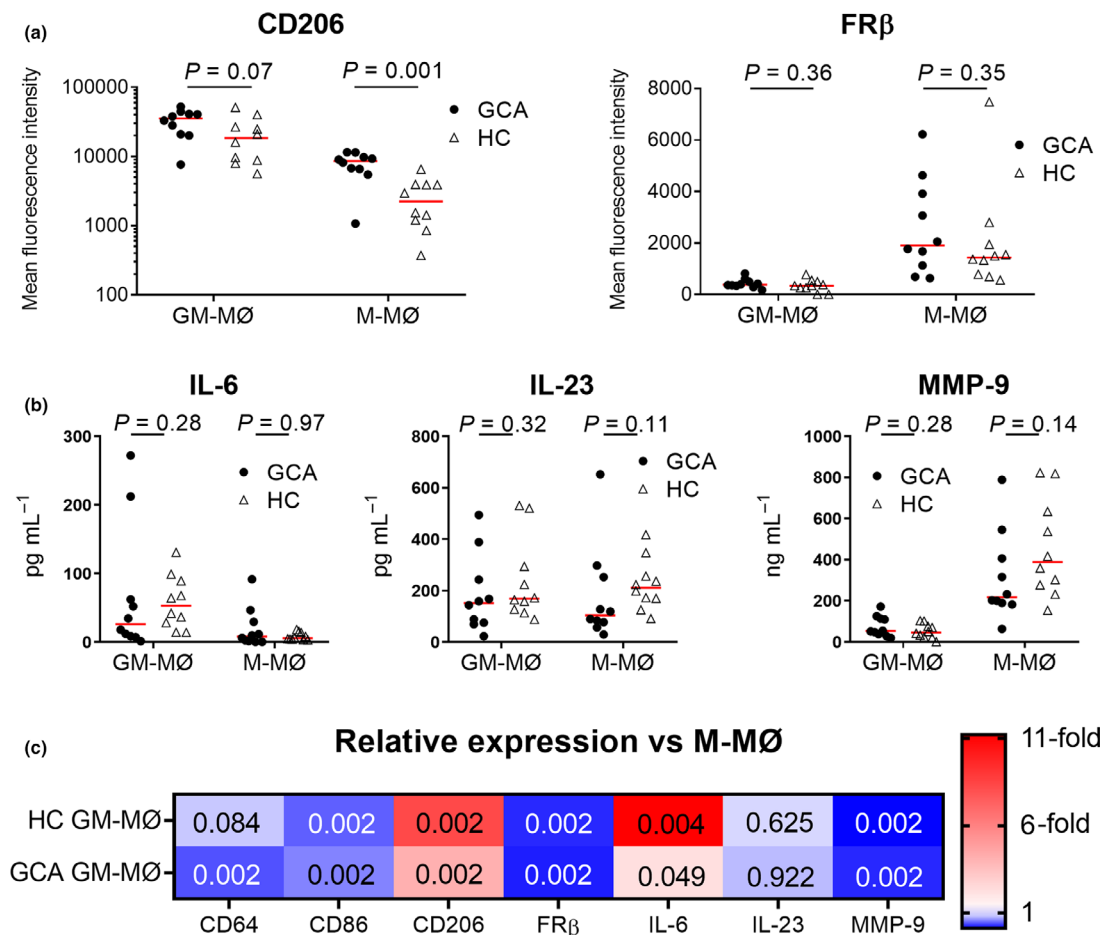 (a)
CD206
P = 0.07
P = 0.001
Mean fluorescence intensity
100000
10000
1000
100
GM-MØ
M-MØ
GCA
HC
FRβ
P = 0.36
P = 0.35
Mean fluorescence intensity
8000
6000
4000
2000
0
GM-MØ
M-MØ
GCA
HC
(b)
IL-6
P = 0.28
P = 0.97
pg mL⁻¹
300
200
100
0
GM-MØ
M-MØ
GCA
HC
IL-23
P = 0.32
P = 0.11
pg mL⁻¹
800
600
400
200
0
GM-MØ
M-MØ
GCA
HC
MMP-9
P = 0.28
P = 0.14
ng mL⁻¹
1000
800
600
400
200
0
GM-MØ
M-MØ
GCA
HC
(c)
Relative expression vs M-MØ
HC GM-MØ 0.084 0.002 0.002 0.002 0.004 0.625 0.002
GCA GM-MØ 0.002 0.002 0.002 0.002 0.049 0.922 0.002
CD64 CD86 CD206 FRβ IL-6 IL-23 MMP-9
11-fold
6-fold
1